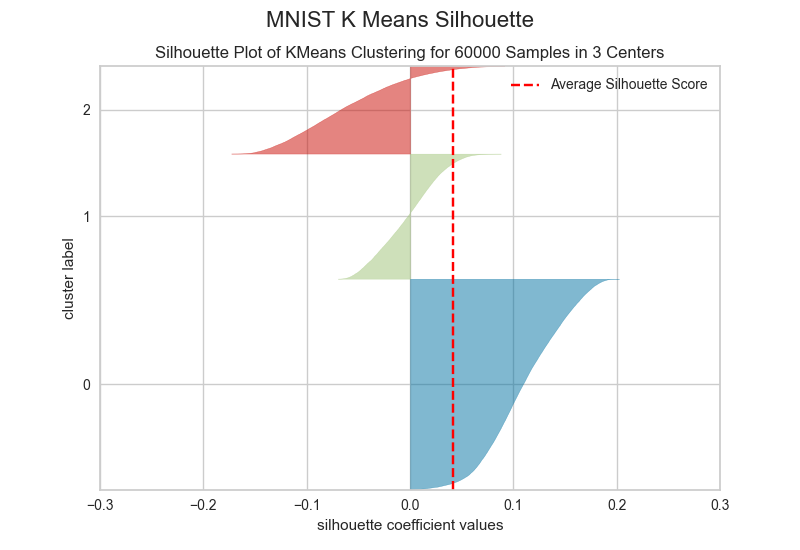 MNIST K Means Silhouette
Silhouette Plot of KMeans Clustering for 60000 Samples in 3 Centers
Average Silhouette Score
2
1
0
cluster label
−0.3 −0.2 −0.1 0.0 0.1 0.2 0.3
silhouette coefficient values